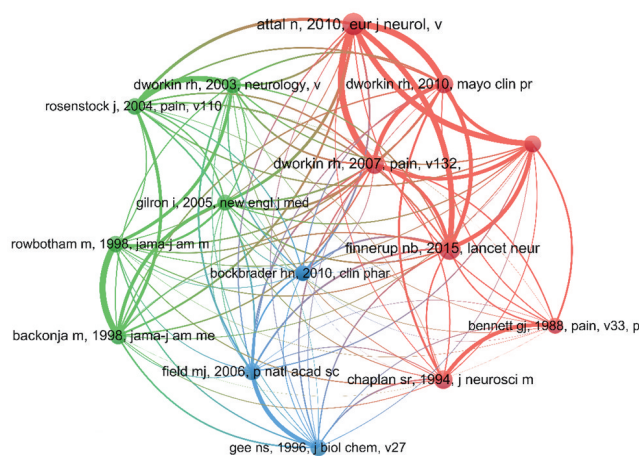 attal n, 2010, eur j neurol, v
dworkin rh, 2003, neurology, v
dworkin rh, 2010, mayo clin pr
rosenstock j, 2004, pain, v110
dworkin rh, 2007, pain, v132,
gilron i, 2005, new engl j med
rowbotham m, 1998, jama-j am m
finnerup nb, 2015, lancet neur
bockbrader hn, 2010, clin phar
bennett gj, 1988, pain, v33, p
backonja m, 1998, jama-j am me
field mj, 2006, p natl acad sc
chaplan sr, 1994, j neurosci m
gee ns, 1996, j biol chem, v27